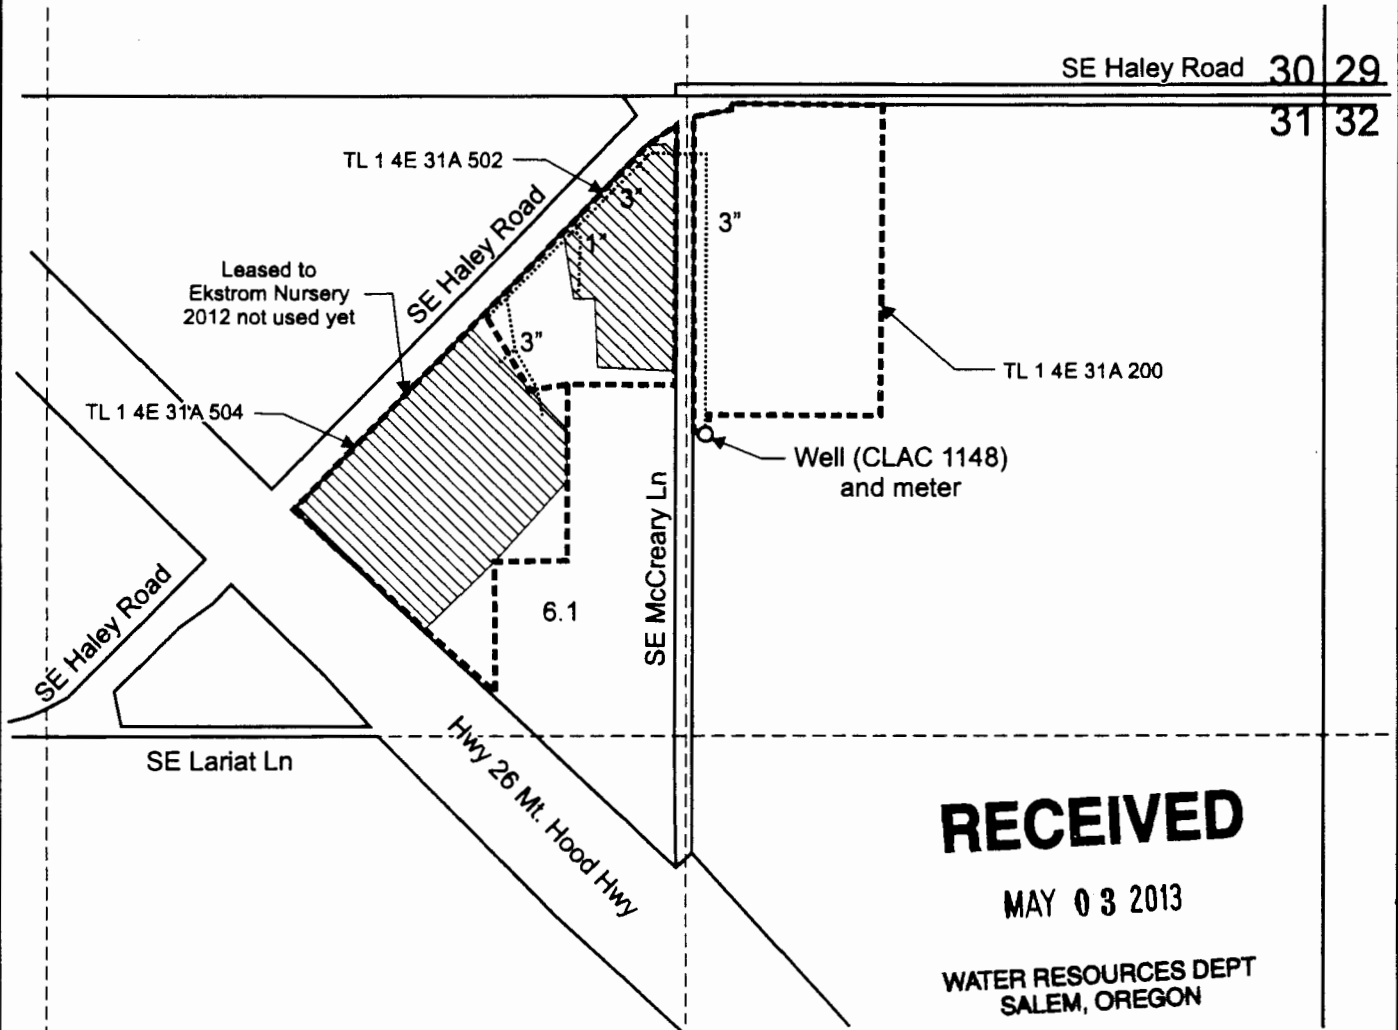 SE Haley Road
30 29
31 32
TL 1 4E 31A 502
3"
3"
1"
SE Haley Road
Leased to
Ekstrom Nursery
2012 not used yet
3"
TL 1 4E 31A 200
TL 1 4E 31A 504
Well (CLAC 1148)
and meter
SE McCreary Ln
6.1
SE Haley Road
SE Lariat Ln
Hwy 26 Mt. Hood Hwy
RECEIVED
MAY 03 2013
WATER RESOURCES DEPT
SALEM, OREGON